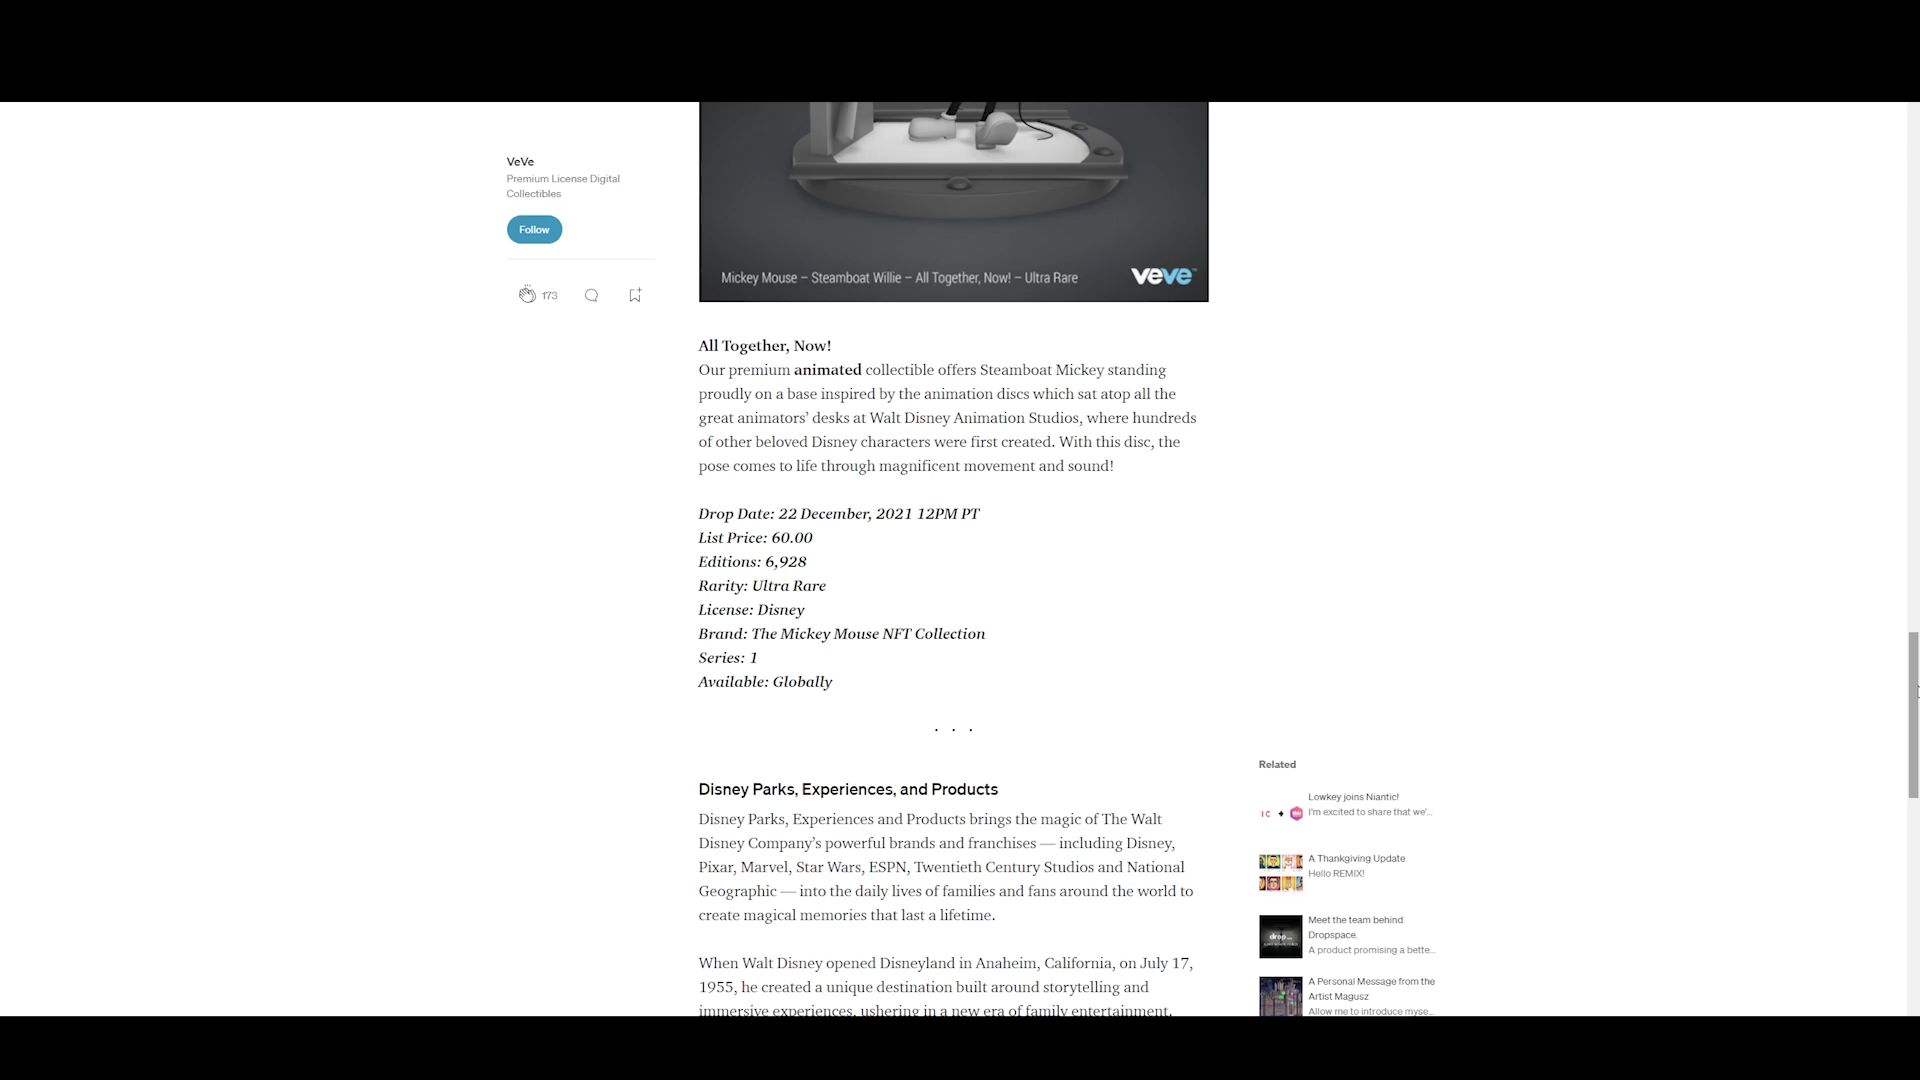 VeVe
Premium License Digital
Collectibles
Follow
173
Mickey Mouse – Steamboat Willie – All Together, Now! – Ultra Rare
veve
All Together, Now!
Our premium animated collectible offers Steamboat Mickey standing
proudly on a base inspired by the animation discs which sat atop all the
great animators’ desks at Walt Disney Animation Studios, where hundreds
of other beloved Disney characters were first created. With this disc, the
pose comes to life through magnificent movement and sound!
Drop Date: 22 December, 2021 12PM PT
List Price: 60.00
Editions: 6,928
Rarity: Ultra Rare
License: Disney
Brand: The Mickey Mouse NFT Collection
Series: 1
Available: Globally
. . .
Disney Parks, Experiences, and Products
Disney Parks, Experiences and Products brings the magic of The Walt
Disney Company’s powerful brands and franchises — including Disney,
Pixar, Marvel, Star Wars, ESPN, Twentieth Century Studios and National
Geographic — into the daily lives of families and fans around the world to
create magical memories that last a lifetime.
When Walt Disney opened Disneyland in Anaheim, California, on July 17,
1955, he created a unique destination built around storytelling and
immersive experiences, ushering in a new era of family entertainment.
Related
Lowkey joins Niantic!
I'm excited to share that we'...
A Thankgiving Update
Hello REMIX!
Meet the team behind
Dropspace.
A product promising a bette...
drop
A Personal Message from the
Artist Magusz
Allow me to introduce myse...